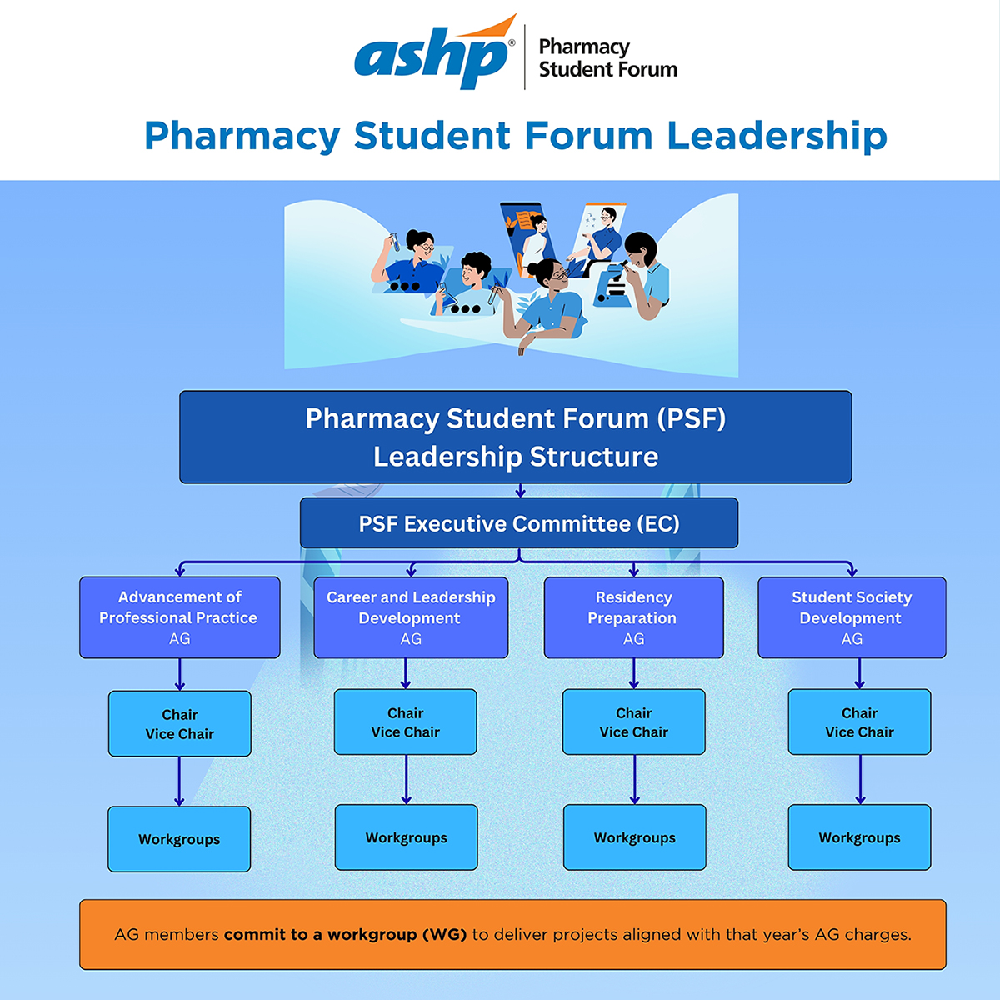 ashp®
Pharmacy
Student Forum
Pharmacy Student Forum Leadership
Pharmacy Student Forum (PSF)
Leadership Structure
PSF Executive Committee (EC)
Advancement of
Professional Practice
AG
Career and Leadership
Development
AG
Residency
Preparation
AG
Student Society
Development
AG
Chair
Vice Chair
Chair
Vice Chair
Chair
Vice Chair
Chair
Vice Chair
Workgroups
Workgroups
Workgroups
Workgroups
AG members commit to a workgroup (WG) to deliver projects aligned with that year’s AG charges.